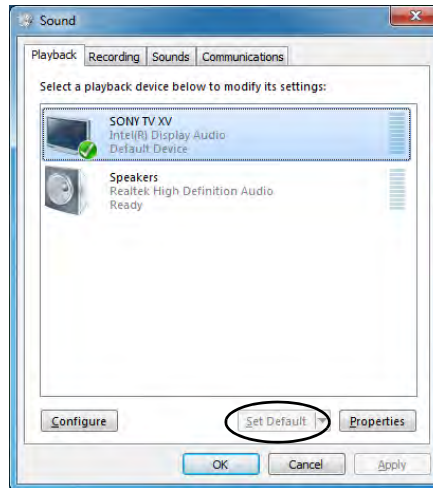 Sound
Playback Recording Sounds Communications
Select a playback device below to modify its settings:
SONY TV XV
Intel(R) Display Audio
Default Device
Speakers
Realtek High Definition Audio
Ready
Configure Set Default Properties
OK Cancel Apply